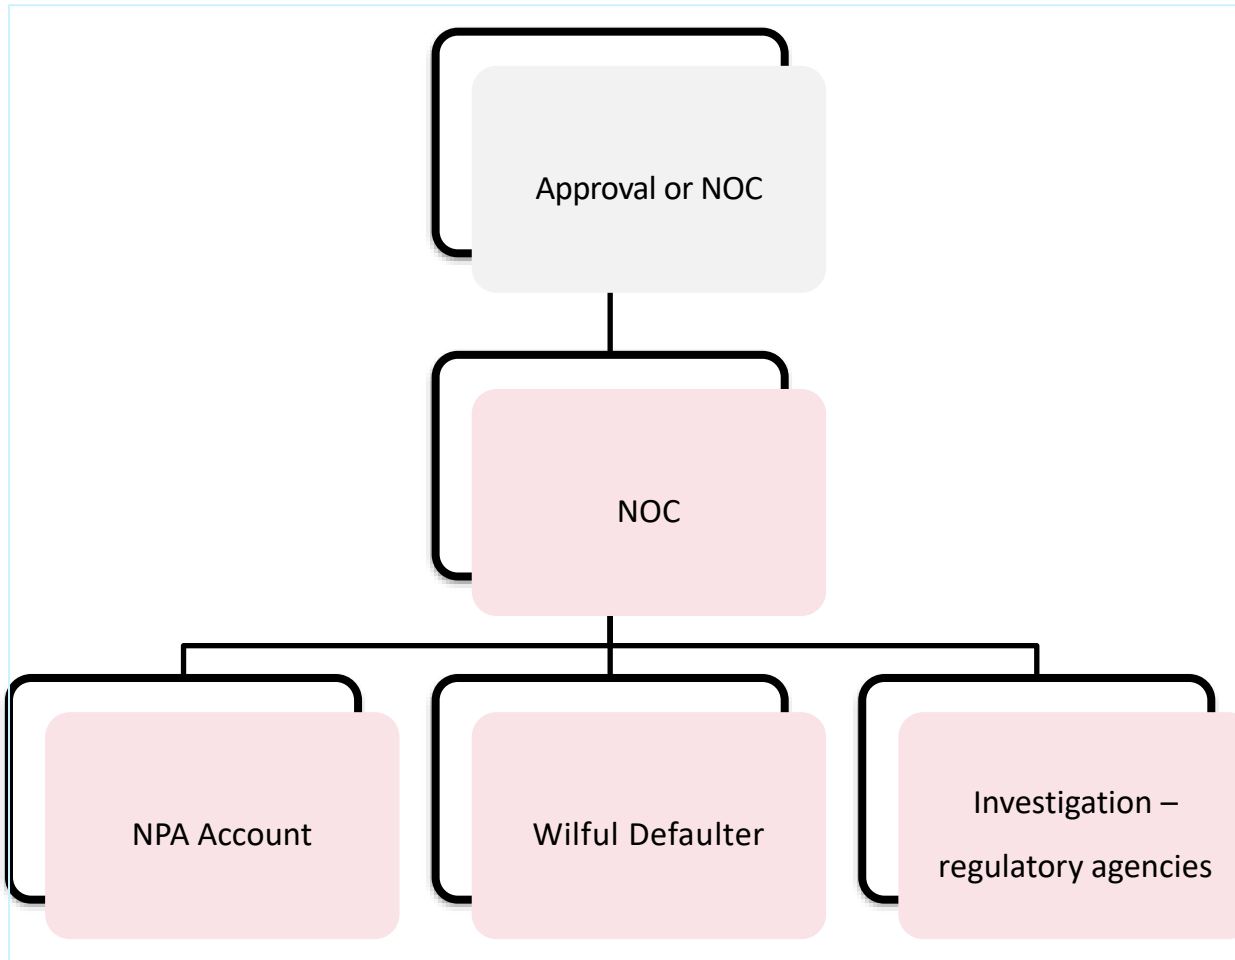 Approval or NOC
NOC
NPA Account
Wilful Defaulter
Investigation –
regulatory agencies